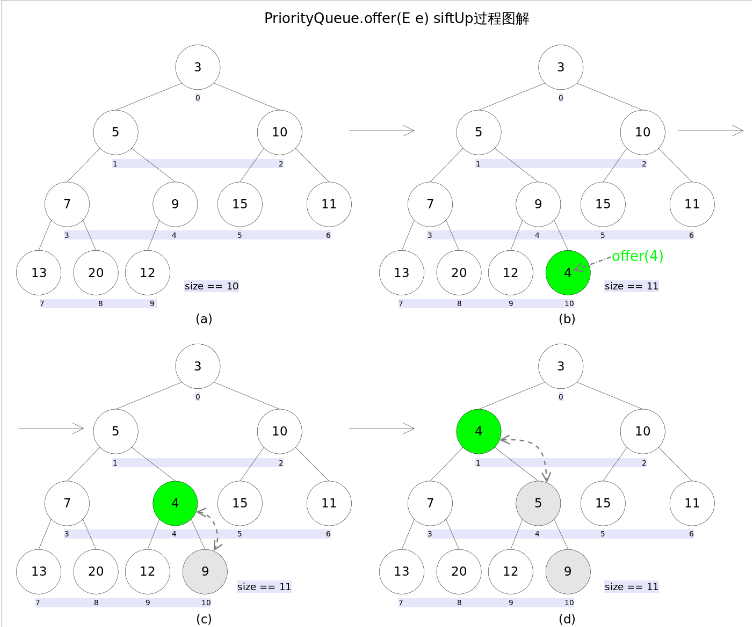 PriorityQueue.offer(E e) siftUp过程图解
3
0
5 10
1 2
7 9 15 11
3 4 5 6
13 20 12
size == 10
7 8 9
(a)
3
0
5 10
1 2
7 9 15 11
3 4 5 6
offer(4)
13 20 12 4
size == 11
7 8 9 10
(b)
3
0
5 10
1 2
7 4 15 11
3 4 5 6
13 20 12 9
size == 11
7 8 9 10
(c)
3
0
4 10
1 2
7 5 15 11
3 4 5 6
13 20 12 9
size == 11
7 8 9 10
(d)